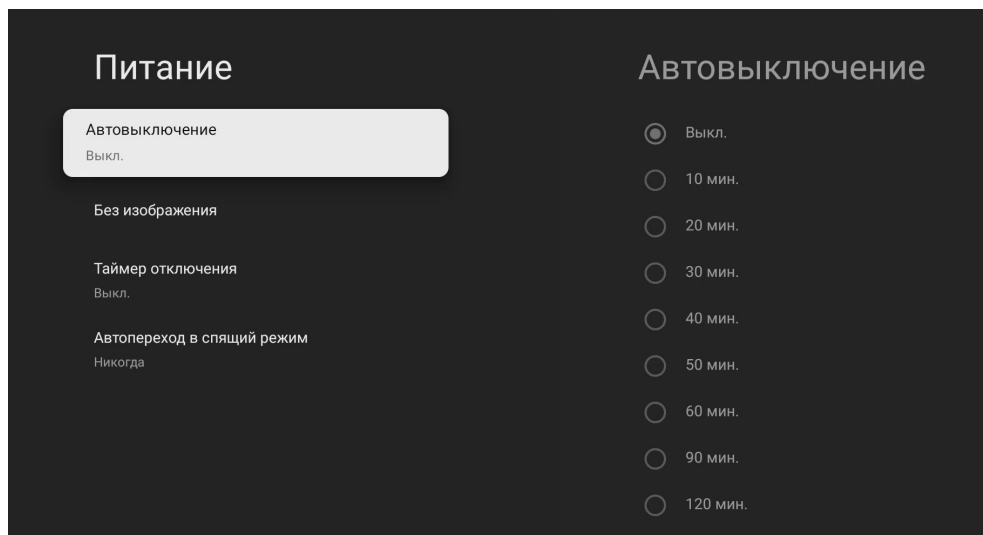 Питание
Автовыключение
Выкл.
Без изображения
Таймер отключения
Выкл.
Автопереход в спящий режим
Никогда
Автовыключение
Выкл.
10 мин.
20 мин.
30 мин.
40 мин.
50 мин.
60 мин.
90 мин.
120 мин.